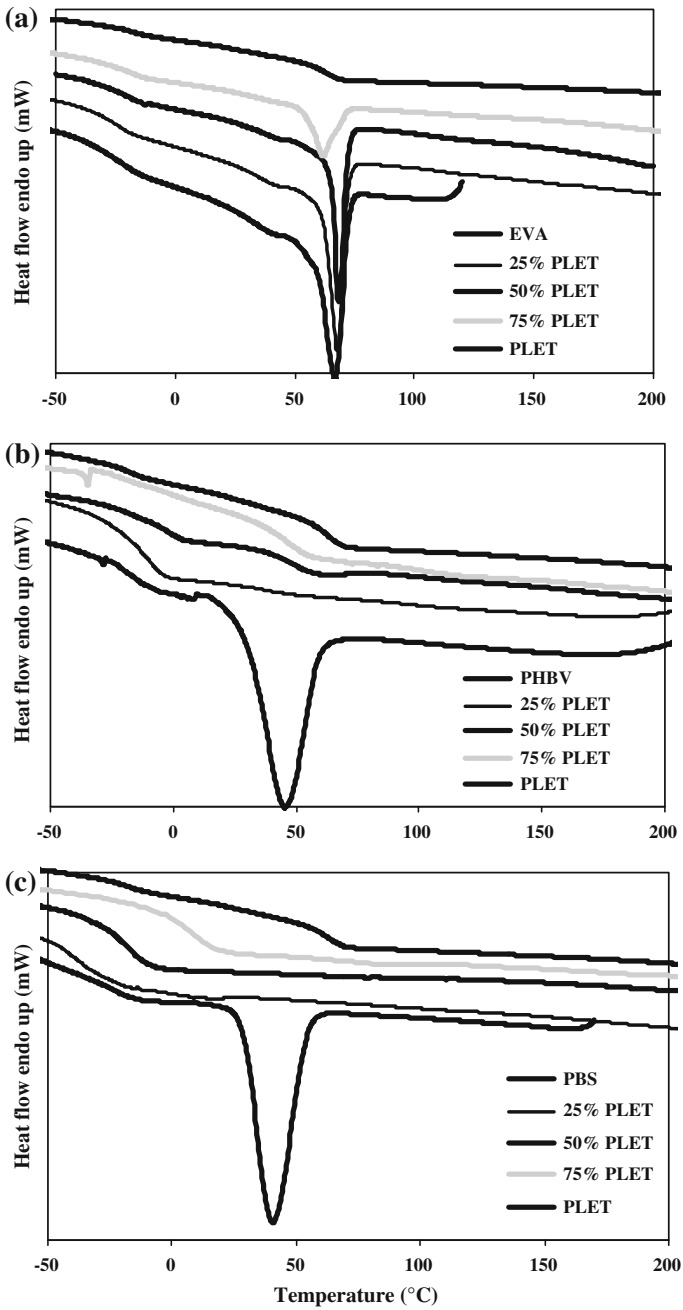 (a)
Heat flow endo up (mW)
EVA
25% PLET
50% PLET
75% PLET
PLET
-50 0 50 100 150 200
(b)
Heat flow endo up (mW)
PHBV
25% PLET
50% PLET
75% PLET
PLET
-50 0 50 100 150 200
(c)
Heat flow endo up (mW)
PBS
25% PLET
50% PLET
75% PLET
PLET
-50 0 50 100 150 200
Temperature (°C)